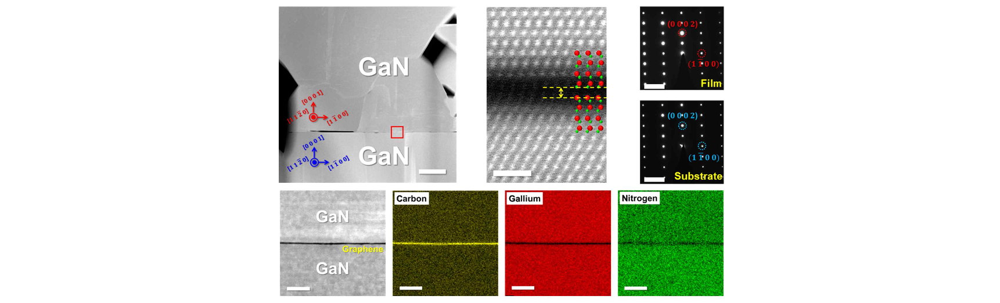 GaN
[0 0 0 1]
[1 1 2̅ 0]
[1 1̅ 0 0]
[0 0 0 1]
[1 1 2̅ 0]
[1 1̅ 0 0]
GaN
(0 0 0 2)
(1 1̅ 0 0)
Film
(0 0 0 2)
(1 1̅ 0 0)
Substrate
GaN
Graphene
GaN
Carbon
Gallium
Nitrogen